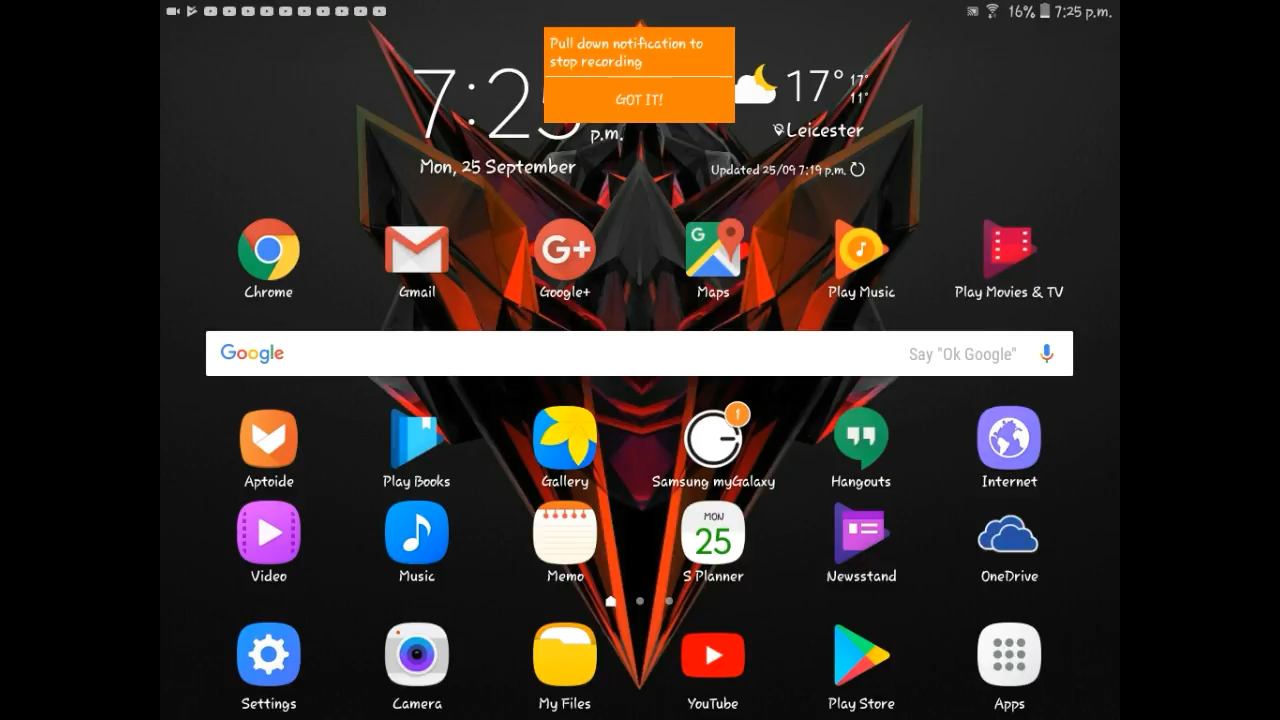 16% 7:25 p.m.
Pull down notification to
stop recording
GOT IT!
7:25 p.m.
17° 17°
11°
Leicester
Mon, 25 September
Updated 25/09 7:19 p.m.
G+
G
Chrome Gmail Google+ Maps Play Music Play Movies & TV
Google Say "Ok Google"
1
Aptoide Play Books Gallery Samsung myGalaxy Hangouts Internet
MON
25
Video Music Memo S Planner Newsstand OneDrive
Settings Camera My Files YouTube Play Store Apps